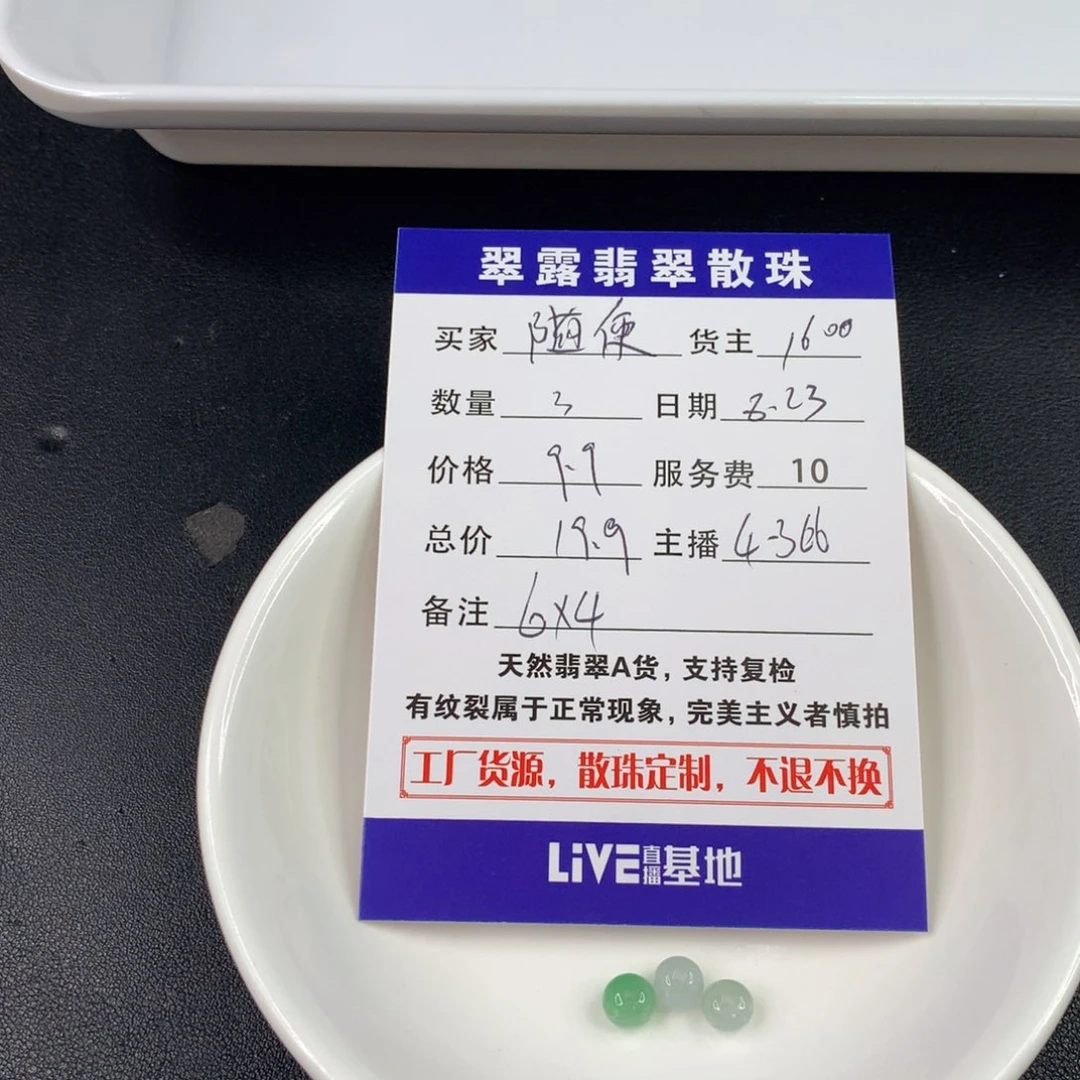 翠露翡翠散珠
买家 随便 货主 1600
数量 3 日期 8.23
价格 9.9 服务费 10
总价 19.9 主播 4-366
备注 6X4
天然翡翠A货，支持复检
有纹裂属于正常现象，完美主义者慎拍
工厂货源，散珠定制，不退不换
LiVE直播基地